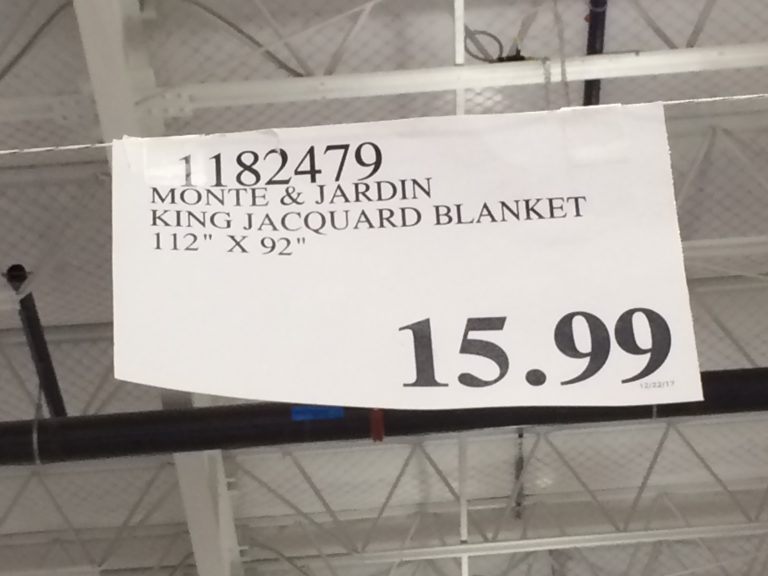 1182479
MONTE & JARDIN
KING JACQUARD BLANKET
112" X 92"
15.99
12/22/17